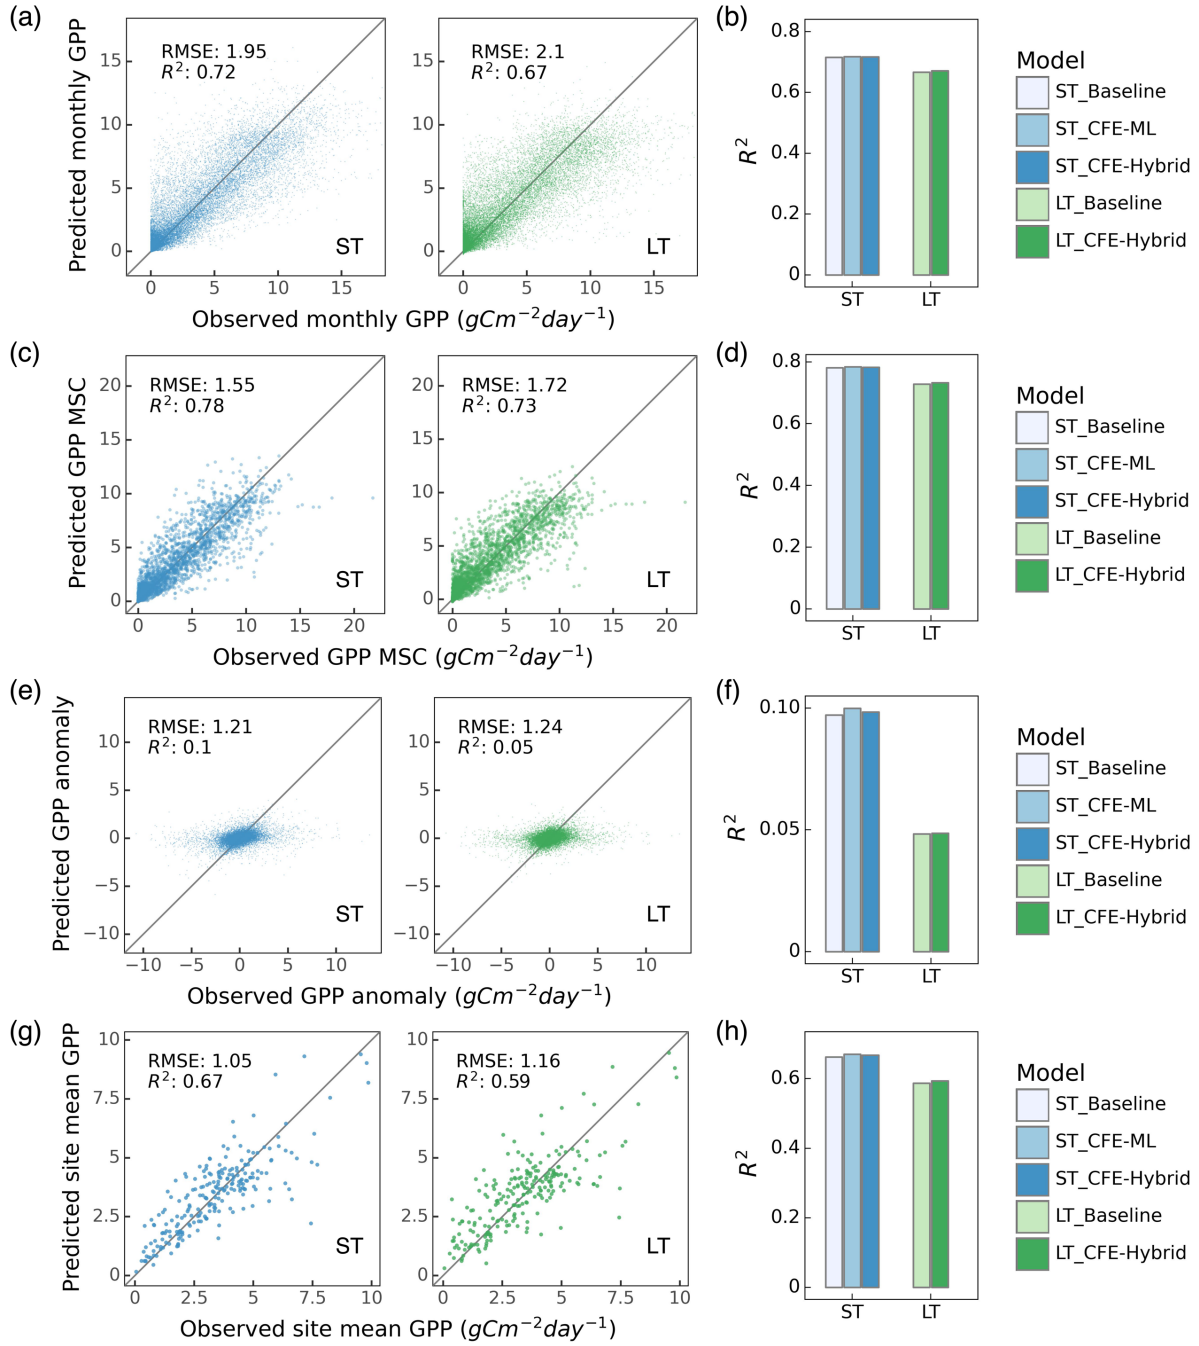 (a)
Predicted monthly GPP
15
10
5
0
RMSE: 1.95
R²: 0.72
ST
0 5 10 15
RMSE: 2.1
R²: 0.67
LT
0 5 10 15
Observed monthly GPP (gCm⁻²day⁻¹)
(b)
R²
0.8
0.6
0.4
0.2
0
ST LT
Model
ST_Baseline
ST_CFE-ML
ST_CFE-Hybrid
LT_Baseline
LT_CFE-Hybrid
(c)
Predicted GPP MSC
20
15
10
5
0
RMSE: 1.55
R²: 0.78
ST
0 5 10 15 20
20
15
10
5
0
RMSE: 1.72
R²: 0.73
LT
0 5 10 15 20
Observed GPP MSC (gCm⁻²day⁻¹)
(d)
R²
0.8
0.6
0.4
0.2
0
ST LT
Model
ST_Baseline
ST_CFE-ML
ST_CFE-Hybrid
LT_Baseline
LT_CFE-Hybrid
(e)
Predicted GPP anomaly
10
5
0
−5
−10
RMSE: 1.21
R²: 0.1
ST
−10 −5 0 5 10
10
5
0
−5
−10
RMSE: 1.24
R²: 0.05
LT
−10 −5 0 5 10
Observed GPP anomaly (gCm⁻²day⁻¹)
(f)
R²
0.10
0.05
0
ST LT
Model
ST_Baseline
ST_CFE-ML
ST_CFE-Hybrid
LT_Baseline
LT_CFE-Hybrid
(g)
Predicted site mean GPP
10
7.5
5
2.5
0
RMSE: 1.05
R²: 0.67
ST
0 2.5 5 7.5 10
10
7.5
5
2.5
0
RMSE: 1.16
R²: 0.59
LT
0 2.5 5 7.5 10
Observed site mean GPP (gCm⁻²day⁻¹)
(h)
R²
0.6
0.4
0.2
0
ST LT
Model
ST_Baseline
ST_CFE-ML
ST_CFE-Hybrid
LT_Baseline
LT_CFE-Hybrid